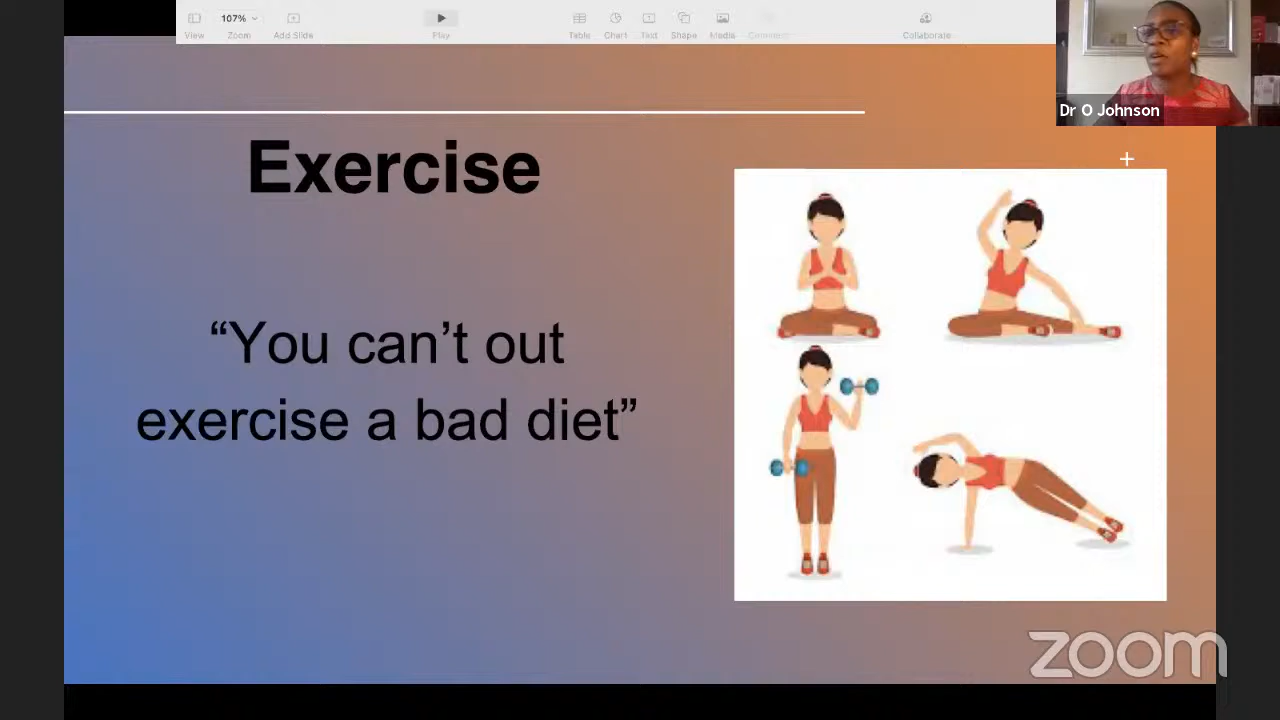 107%
View
Zoom
Add Slide
Play
Table
Chart
Text
Shape
Media
Comment
Collaborate
Dr O Johnson
Exercise
“You can’t out
exercise a bad diet”
zoom